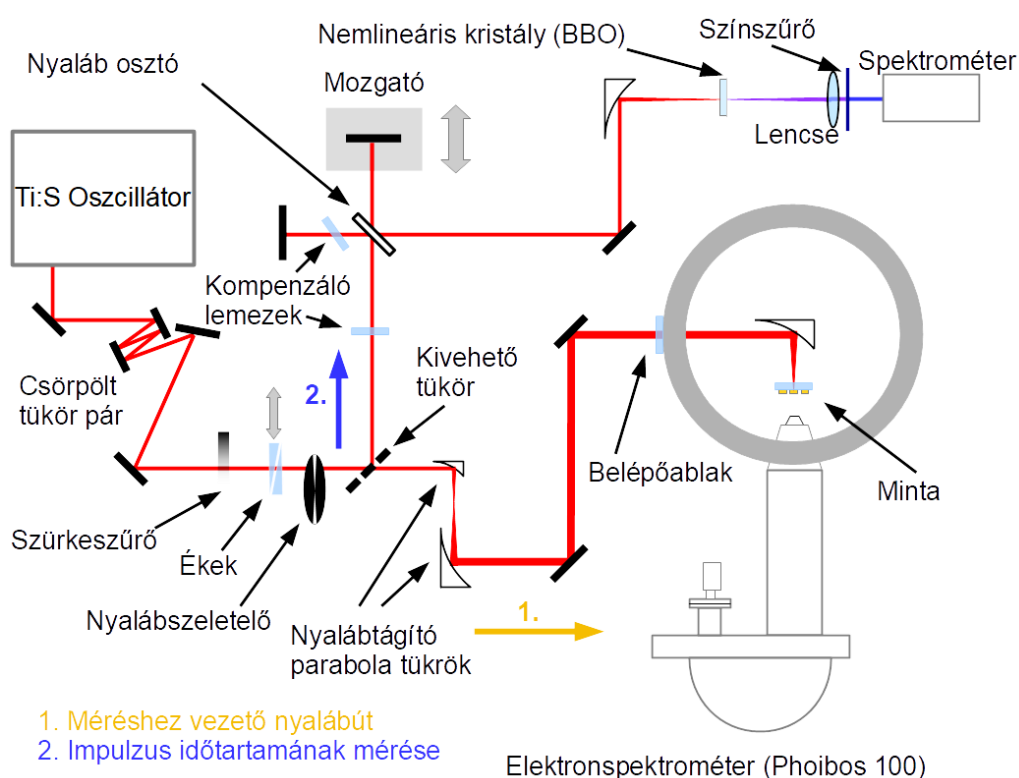 Nemlineáris kristály (BBO)
Színszűrő
Nyaláb osztó
Spektrométer
Mozgató
Lencse
Ti:S Oszcillátor
Kompenzáló
lemezek
Kivehető
tükör
Csörpölt
tükör pár
2.
Belépőablak
Minta
Szürkeszűrő
Ékek
Nyalábszeletelő
Nyalábtágító
parabola tükrök
1.
1. Méréshez vezető nyalábút
2. Impulzus időtartamának mérése
Elektronspektrométer (Phoibos 100)